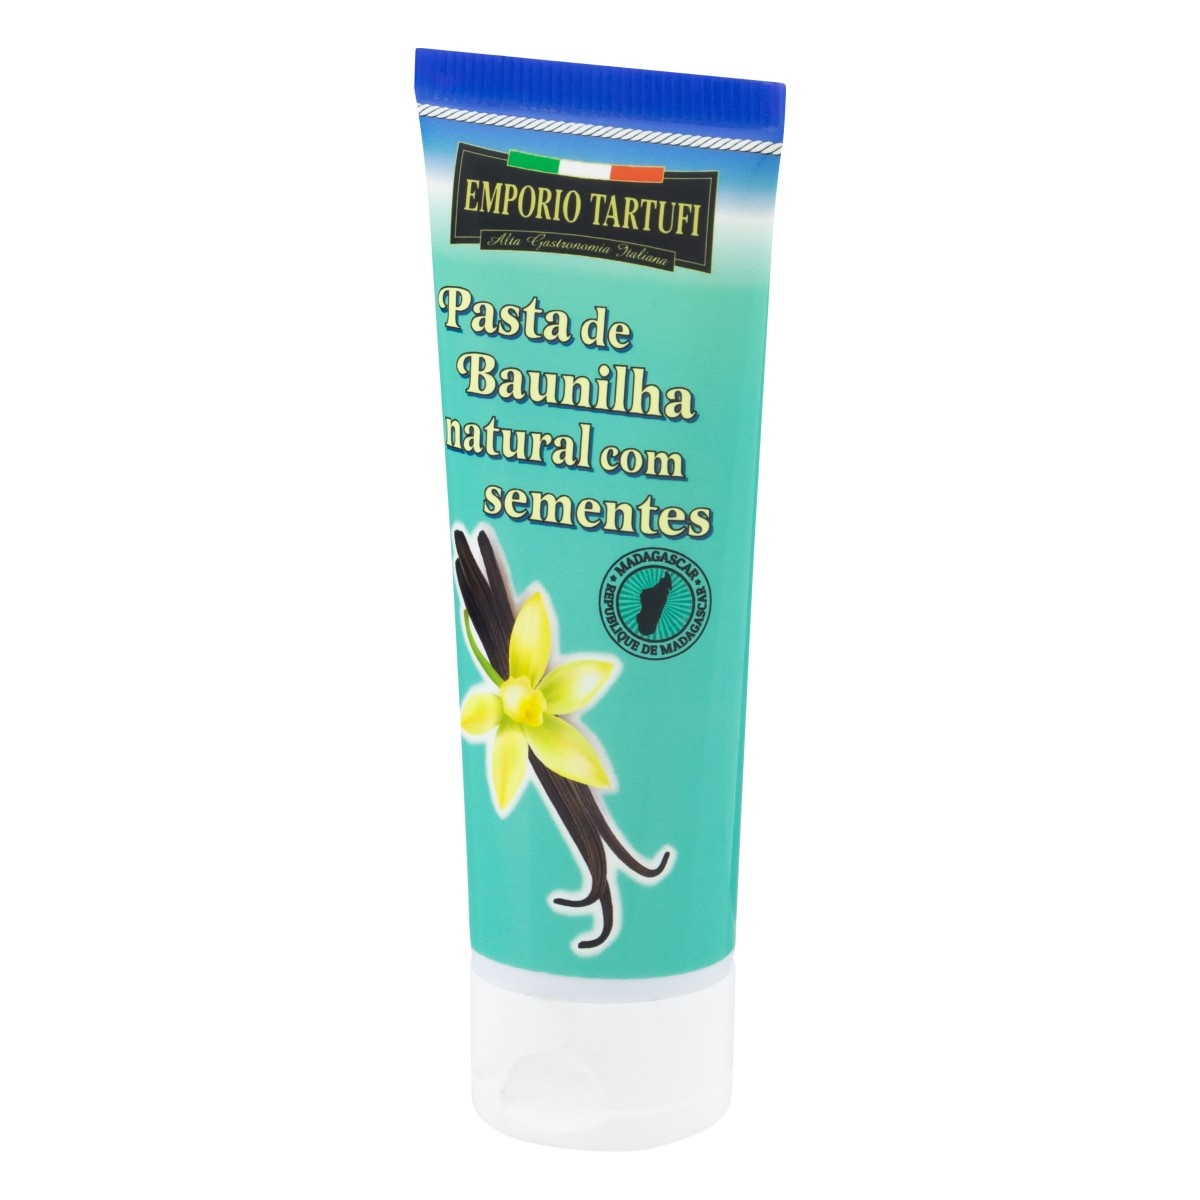 EMPORIO TARTUFI
Alta Gastronomia Italiana
Pasta de
Baunilha
natural com
sementes
MADAGASCAR
REPUBLIQUE DE MADAGASCAR